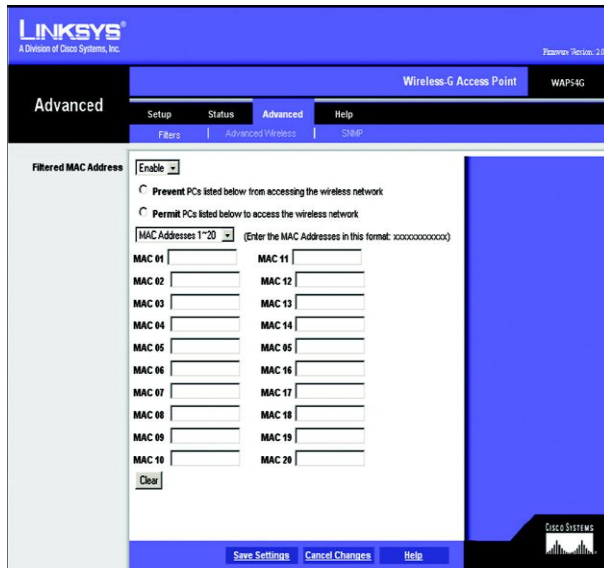 LINKSYS®
A Division of Cisco Systems, Inc.
Firmware Version: 2.0
Wireless-G Access Point WAP54G
Advanced
Setup Status Advanced Help
Filters | Advanced Wireless | SNMP
Filtered MAC Address
Enable
Prevent PCs listed below from accessing the wireless network
Permit PCs listed below to access the wireless network
MAC Addresses 1~20 (Enter the MAC Addresses in this format: xxxxxxxxxxxx)
MAC 01 MAC 11
MAC 02 MAC 12
MAC 03 MAC 13
MAC 04 MAC 14
MAC 05 MAC 05
MAC 06 MAC 16
MAC 07 MAC 17
MAC 08 MAC 18
MAC 09 MAC 19
MAC 10 MAC 20
Clear
Save Settings Cancel Changes Help
CISCO SYSTEMS